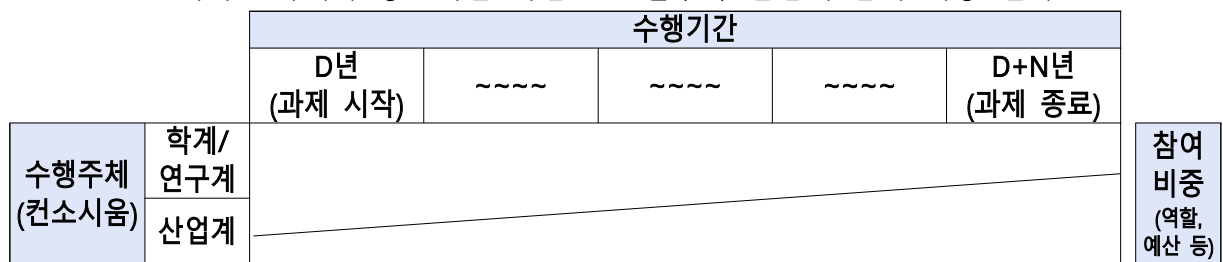 수행기간
D년
(과제 시작)
~~~~
~~~~
~~~~
D+N년
(과제 종료)
수행주체
(컨소시움)
학계/
연구계
산업계
참여
비중
(역할,
예산 등)